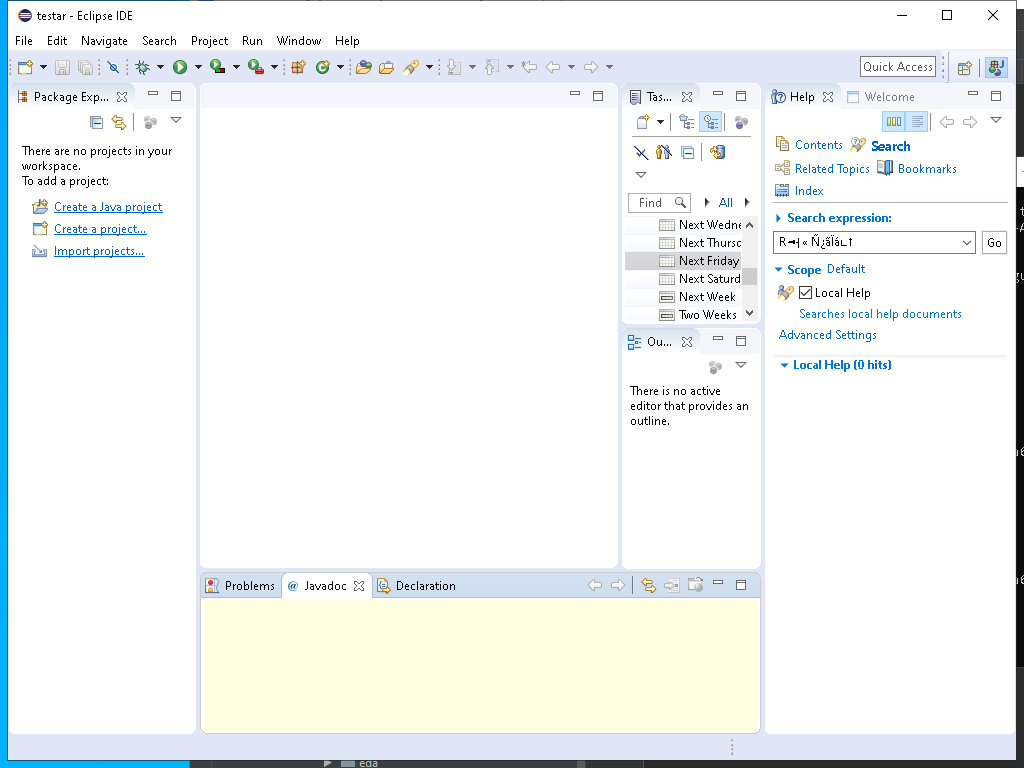 testar - Eclipse IDE
File Edit Navigate Search Project Run Window Help
Quick Access
Package Exp...
There are no projects in your
workspace.
To add a project:
Create a Java project
Create a project...
Import projects...
Tas...
Find
All
Next Wedne
Next Thursd
Next Friday
Next Saturd
Next Week
Two Weeks
Ou...
There is no active
editor that provides an
outline.
Help
Welcome
Contents
Search
Related Topics
Bookmarks
Index
Search expression:
Go
Scope Default
Local Help
Searches local help documents
Advanced Settings
Local Help (0 hits)
Problems
@ Javadoc
Declaration
eda